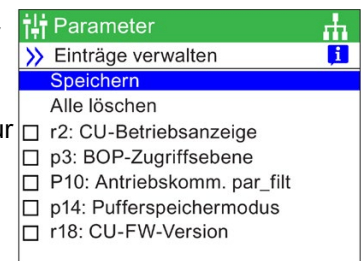 Parameter
>> Einträge verwalten i
Speichern
Alle löschen
ur
r2: CU-Betriebsanzeige
p3: BOP-Zugriffsebene
P10: Antriebskomm. par_filt
p14: Pufferspeichermodus
r18: CU-FW-Version